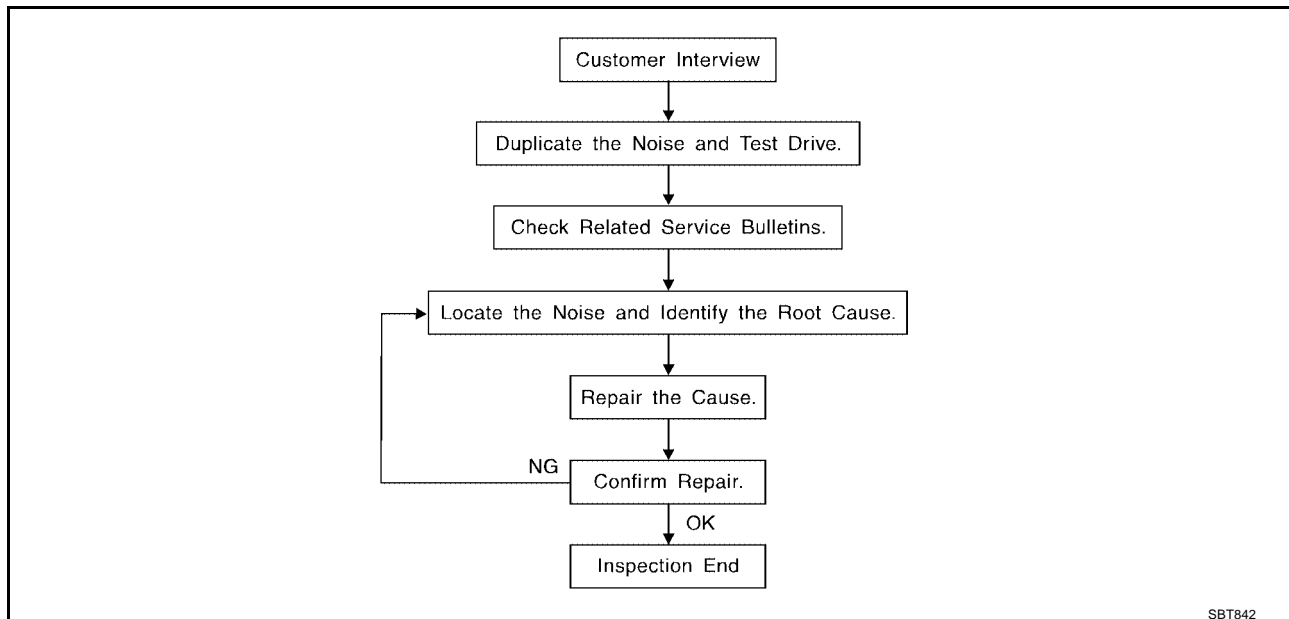 Customer Interview
Duplicate the Noise and Test Drive.
Check Related Service Bulletins.
Locate the Noise and Identify the Root Cause.
Repair the Cause.
NG
Confirm Repair.
OK
Inspection End
SBT842